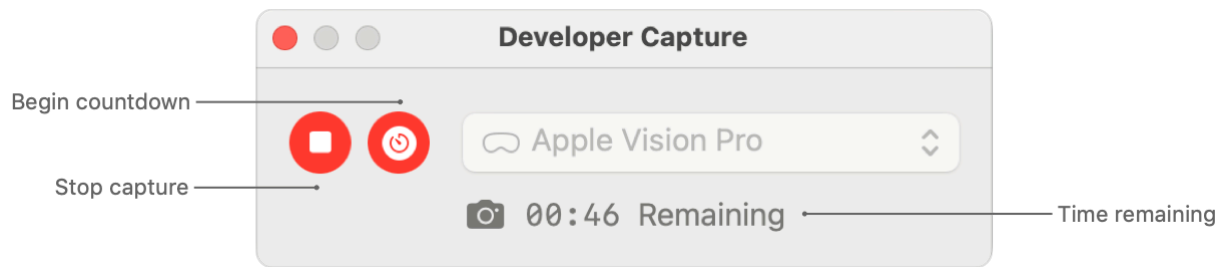 Developer Capture
Begin countdown
Apple Vision Pro
Stop capture
00:46 Remaining
Time remaining